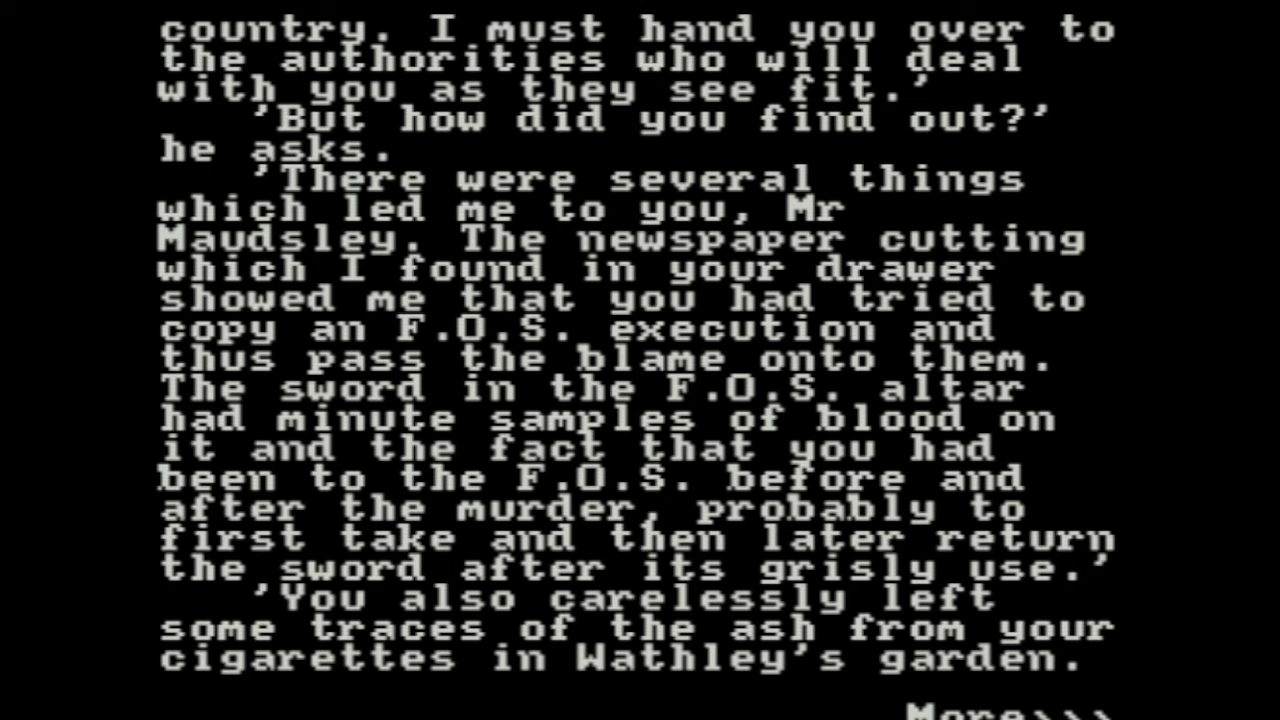 country. I must hand you over to
the authorities who will deal
with you as they see fit.'
'But how did you find out?'
he asks.
'There were several things
which led me to you, Mr
Maudsley. The newspaper cutting
which I found in your drawer
showed me that you had tried to
copy an F.O.S. execution and
thus pass the blame onto them.
The sword in the F.O.S. altar
had minute samples of blood on
it and the fact that you had
been to the F.O.S. before and
after the murder, probably to
first take and then later return
the sword after its grisly use.'
'You also carelessly left
some traces of the ash from your
cigarettes in Wathley's garden.
More>>>